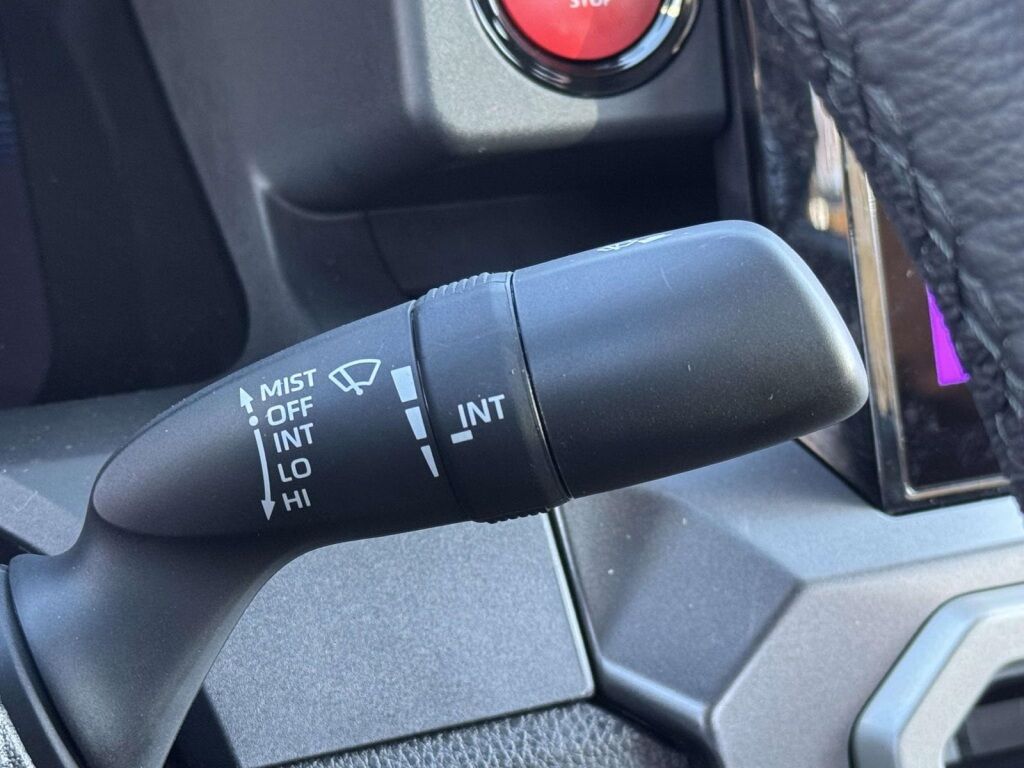 STOP
MIST
OFF
INT
LO
HI
INT